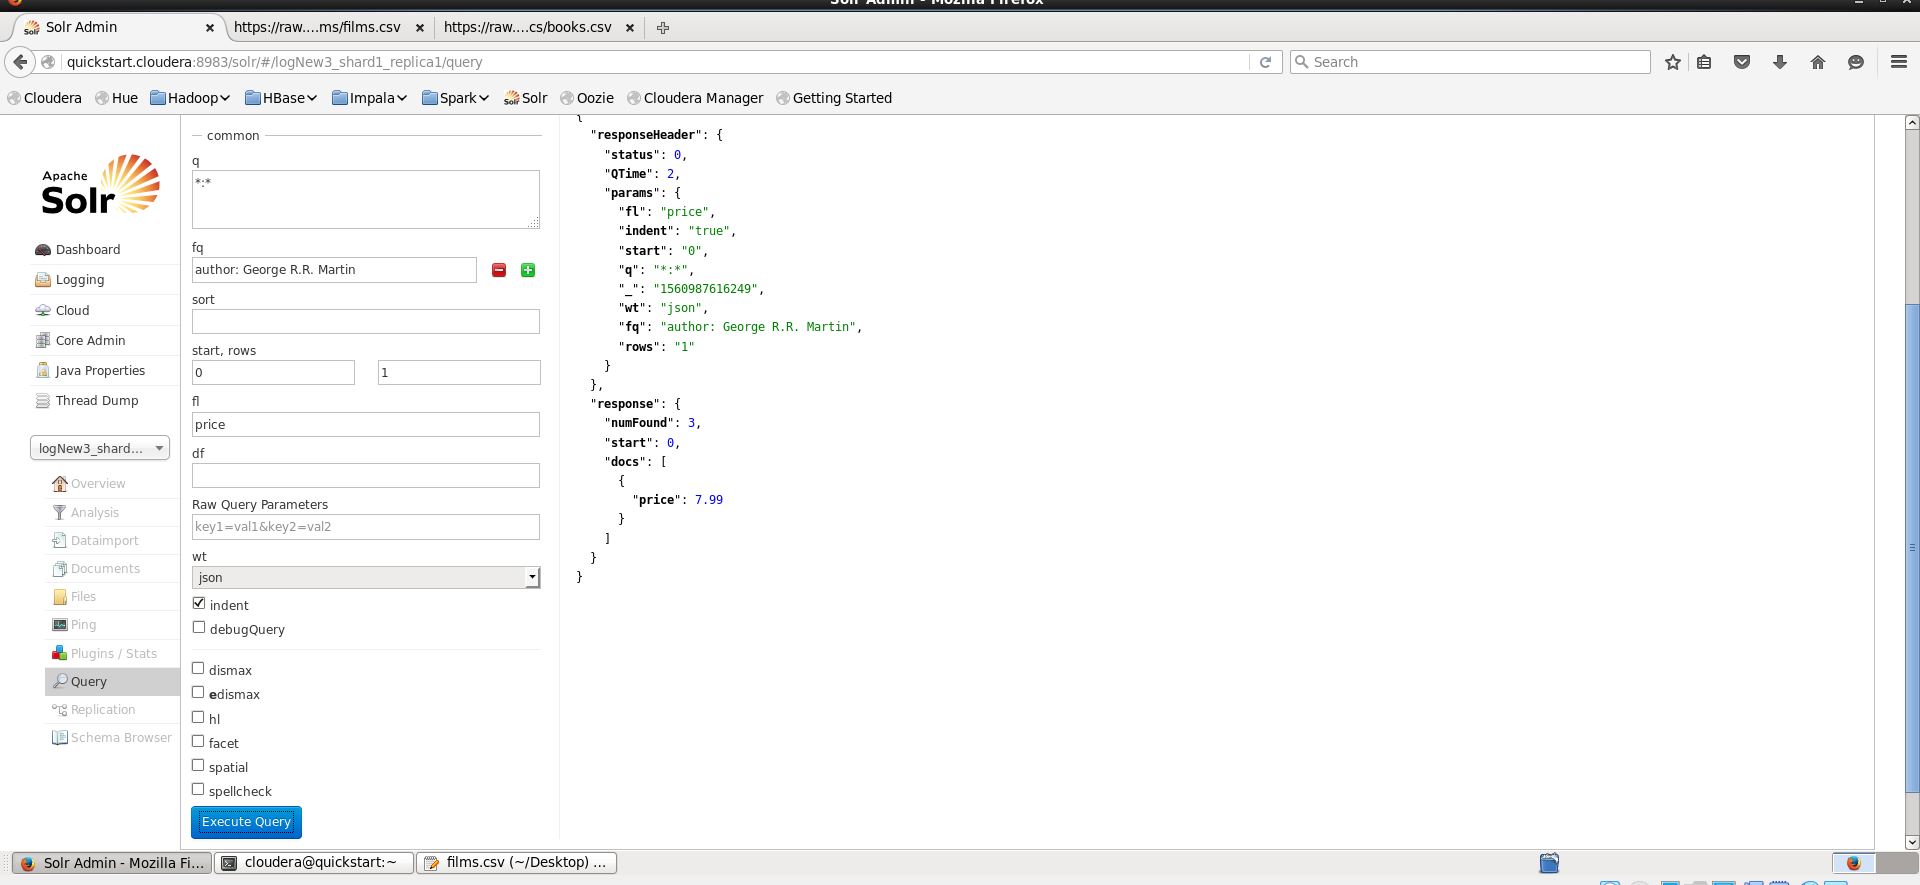 Solr Admin - Mozilla Firefox
Solr Admin
https://raw....ms/films.csv
https://raw....cs/books.csv
quickstart.cloudera:8983/solr/#/logNew3_shard1_replica1/query
Search
Cloudera
Hue
Hadoop
HBase
Impala
Spark
Solr
Oozie
Cloudera Manager
Getting Started
Apache
Solr
Dashboard
Logging
Cloud
Core Admin
Java Properties
Thread Dump
logNew3_shard...
Overview
Analysis
Dataimport
Documents
Files
Ping
Plugins / Stats
Query
Replication
Schema Browser
common
q
*:*
fq
author: George R.R. Martin
sort
start, rows
0
1
fl
price
df
Raw Query Parameters
key1=val1&key2=val2
wt
json
indent
debugQuery
dismax
edismax
hl
facet
spatial
spellcheck
Execute Query
{
"responseHeader": {
"status": 0,
"QTime": 2,
"params": {
"fl": "price",
"indent": "true",
"start": "0",
"q": "*:*",
"_": "1560987616249",
"wt": "json",
"fq": "author: George R.R. Martin",
"rows": "1"
}
},
"response": {
"numFound": 3,
"start": 0,
"docs": [
{
"price": 7.99
}
]
}
}
Solr Admin - Mozilla Fi...
cloudera@quickstart:~
films.csv (~/Desktop) ...